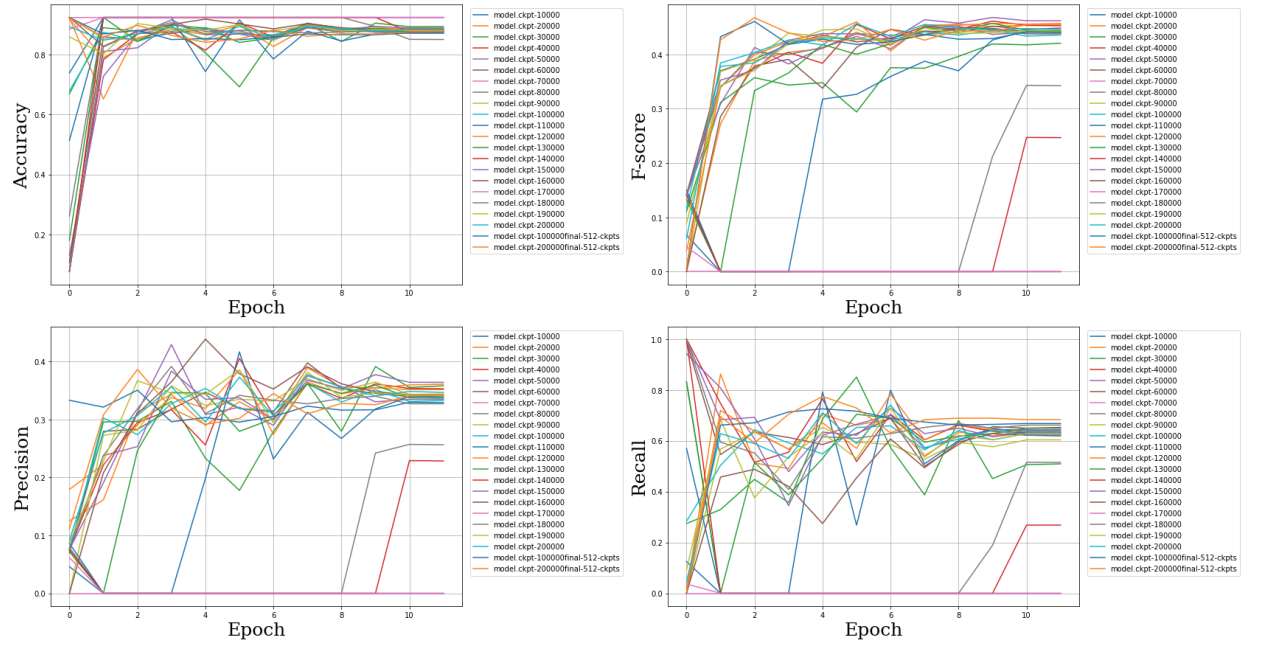 Accuracy
0.8
0.6
0.4
0.2
0
2
4
6
8
10
Epoch
model.ckpt-10000
model.ckpt-20000
model.ckpt-30000
model.ckpt-40000
model.ckpt-50000
model.ckpt-60000
model.ckpt-70000
model.ckpt-80000
model.ckpt-90000
model.ckpt-100000
model.ckpt-110000
model.ckpt-120000
model.ckpt-130000
model.ckpt-140000
model.ckpt-150000
model.ckpt-160000
model.ckpt-170000
model.ckpt-180000
model.ckpt-190000
model.ckpt-200000
model.ckpt-100000final-512-ckpts
model.ckpt-200000final-512-ckpts
F-score
0.4
0.3
0.2
0.1
0.0
0
2
4
6
8
10
Epoch
model.ckpt-10000
model.ckpt-20000
model.ckpt-30000
model.ckpt-40000
model.ckpt-50000
model.ckpt-60000
model.ckpt-70000
model.ckpt-80000
model.ckpt-90000
model.ckpt-100000
model.ckpt-110000
model.ckpt-120000
model.ckpt-130000
model.ckpt-140000
model.ckpt-150000
model.ckpt-160000
model.ckpt-170000
model.ckpt-180000
model.ckpt-190000
model.ckpt-200000
model.ckpt-100000final-512-ckpts
model.ckpt-200000final-512-ckpts
Precision
0.4
0.3
0.2
0.1
0.0
0
2
4
6
8
10
Epoch
model.ckpt-10000
model.ckpt-20000
model.ckpt-30000
model.ckpt-40000
model.ckpt-50000
model.ckpt-60000
model.ckpt-70000
model.ckpt-80000
model.ckpt-90000
model.ckpt-100000
model.ckpt-110000
model.ckpt-120000
model.ckpt-130000
model.ckpt-140000
model.ckpt-150000
model.ckpt-160000
model.ckpt-170000
model.ckpt-180000
model.ckpt-190000
model.ckpt-200000
model.ckpt-100000final-512-ckpts
model.ckpt-200000final-512-ckpts
Recall
1.0
0.8
0.6
0.4
0.2
0.0
0
2
4
6
8
10
Epoch
model.ckpt-10000
model.ckpt-20000
model.ckpt-30000
model.ckpt-40000
model.ckpt-50000
model.ckpt-60000
model.ckpt-70000
model.ckpt-80000
model.ckpt-90000
model.ckpt-100000
model.ckpt-110000
model.ckpt-120000
model.ckpt-130000
model.ckpt-140000
model.ckpt-150000
model.ckpt-160000
model.ckpt-170000
model.ckpt-180000
model.ckpt-190000
model.ckpt-200000
model.ckpt-100000final-512-ckpts
model.ckpt-200000final-512-ckpts